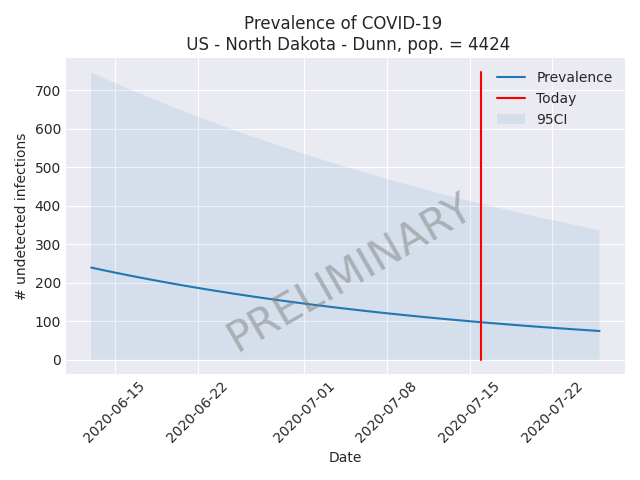 Prevalence of COVID-19
US - North Dakota - Dunn, pop. = 4424
Prevalence
Today
95CI
700
600
500
400
300
200
100
0
# undetected infections
PRELIMINARY
2020-06-15
2020-06-22
2020-07-01
2020-07-08
2020-07-15
2020-07-22
Date